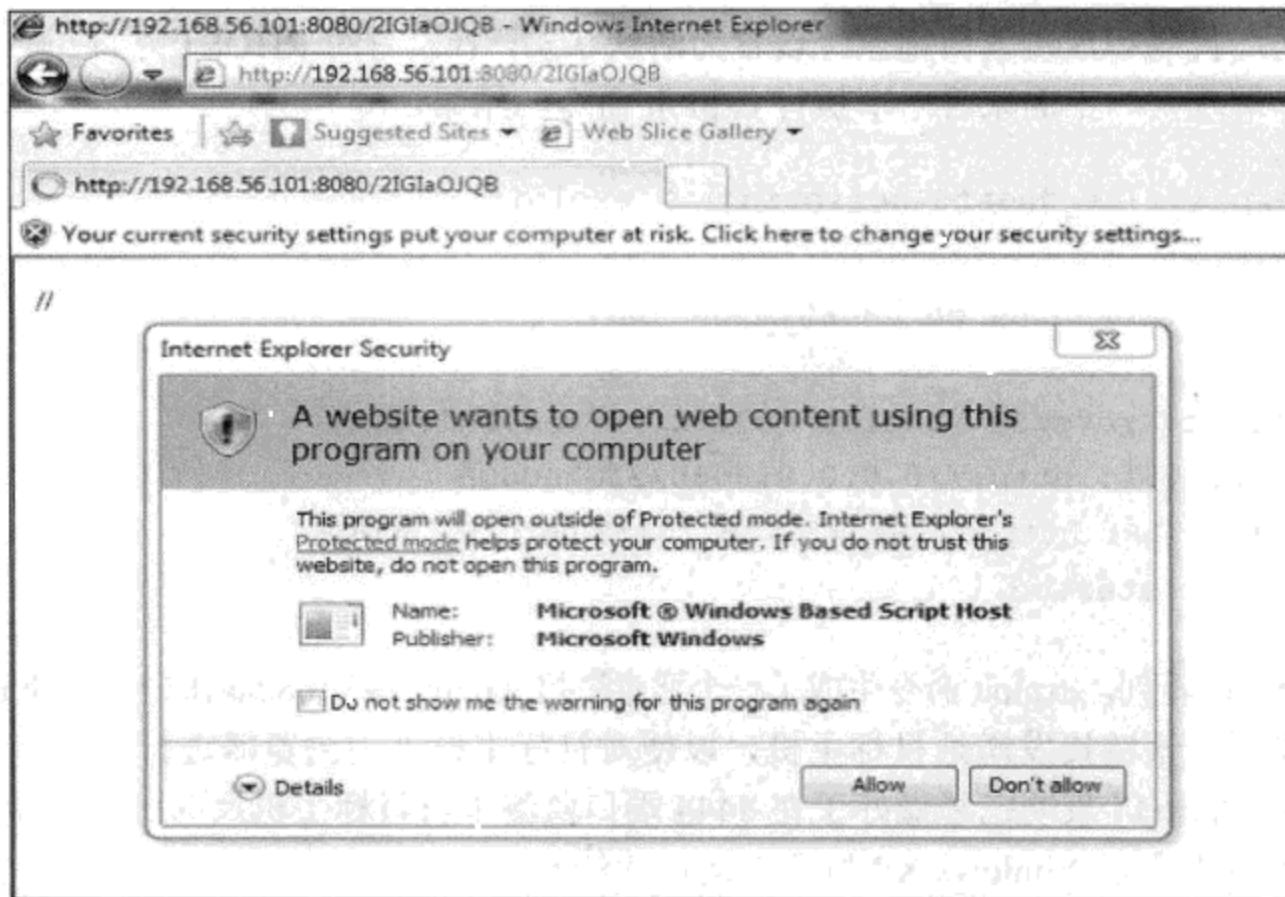 http://192.168.56.101:8080/2IGIaOJQB - Windows Internet Explorer
http://192.168.56.101:8080/2IGIaOJQB
Favorites Suggested Sites Web Slice Gallery
http://192.168.56.101:8080/2IGIaOJQB
Your current security settings put your computer at risk. Click here to change your security settings...
//
Internet Explorer Security
A website wants to open web content using this
program on your computer
This program will open outside of Protected mode. Internet Explorer's
Protected mode helps protect your computer. If you do not trust this
website, do not open this program.
Name: Microsoft ® Windows Based Script Host
Publisher: Microsoft Windows
Do not show me the warning for this program again
Details Allow Don't allow